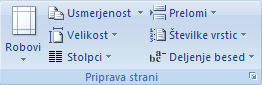 Robovi
Usmerjenost
Velikost
Stolpci
Prelomi
Številke vrstic
Deljenje besed
Priprava strani